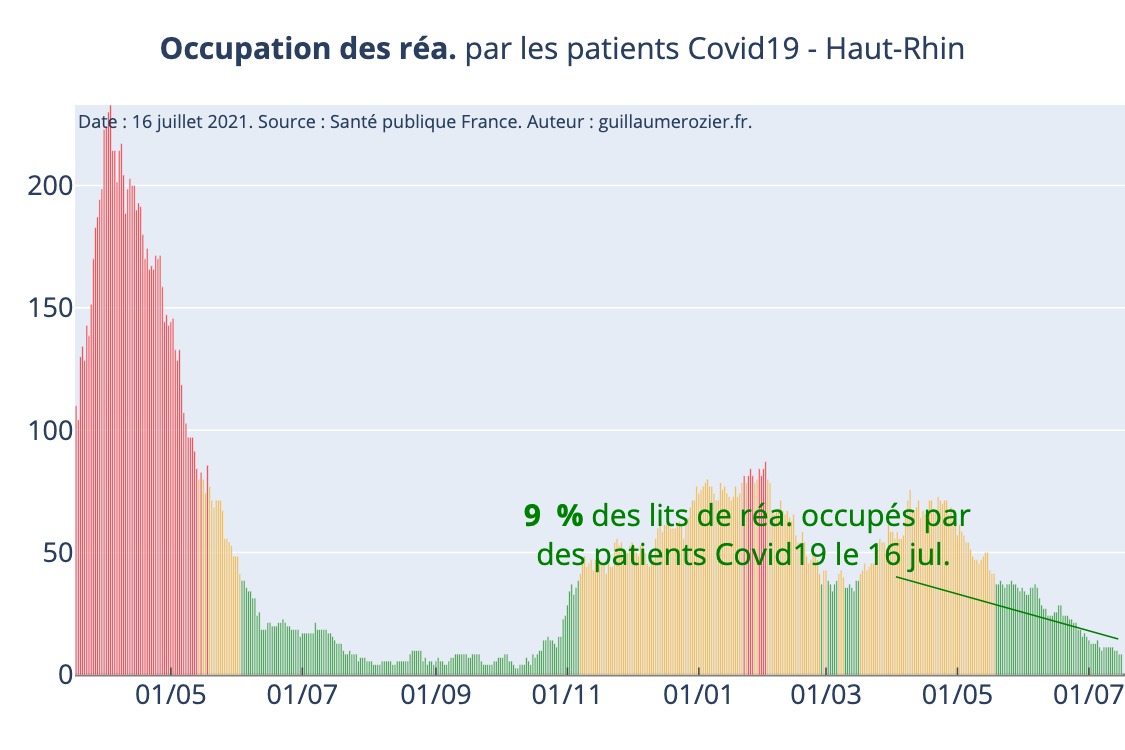 Occupation des réa. par les patients Covid19 - Haut-Rhin
Date : 16 juillet 2021. Source : Santé publique France. Auteur : guillaumerozier.fr.
200
150
100
50
0
9 % des lits de réa. occupés par
des patients Covid19 le 16 jul.
01/05 01/07 01/09 01/11 01/01 01/03 01/05 01/07